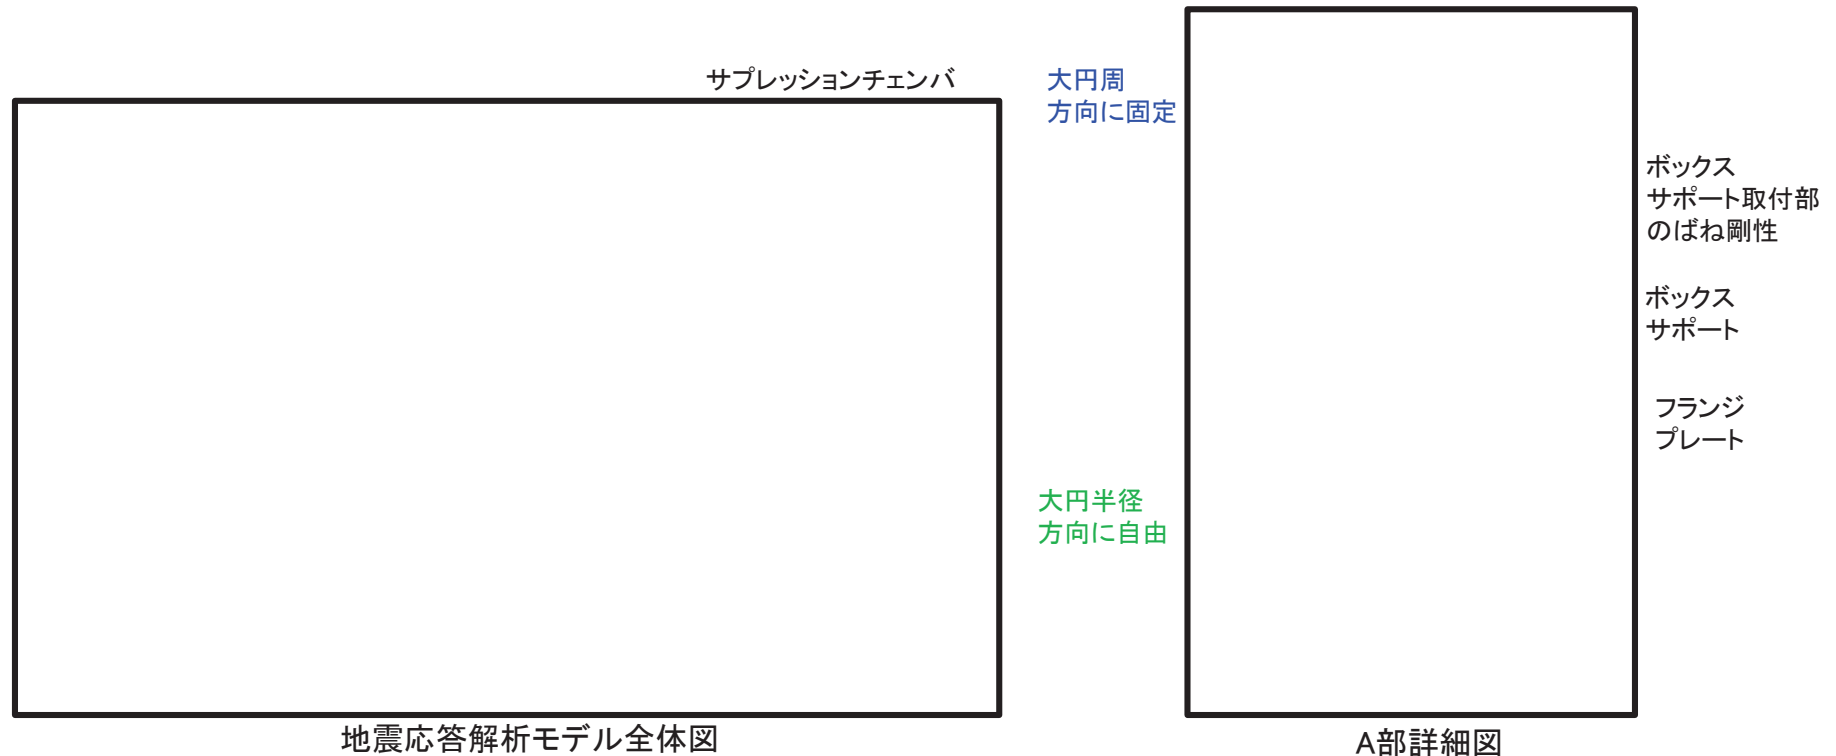 サプレッションチェンバ
地震応答解析モデル全体図
大円周
方向に固定
大円半径
方向に自由
ボックス
サポート取付部
のばね剛性
ボックス
サポート
フランジ
プレート
A部詳細図